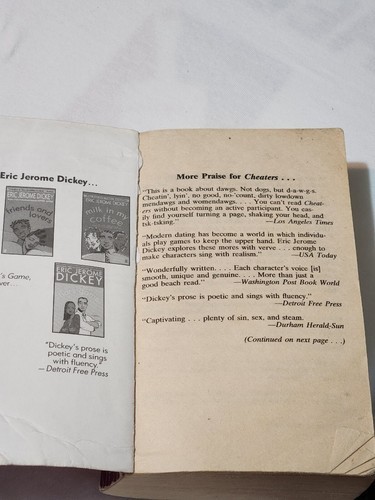 Eric Jerome Dickey...
ERIC JEROME DICKEY
friends and lovers
milk in my coffee
ERIC JEROME
DICKEY
's Game,
ver...
"Dickey's prose is
poetic and sings
with fluency."
—Detroit Free Press
More Praise for Cheaters . . .
"This is a book about dawgs. Not dogs, but d-a-w-g-s.
Cheatin', lyin', no good, no-'count, dirty lowdown
mendawgs and womendawgs. . . . You can't read Cheat-
ers without becoming an active participant. You eas-
ily find yourself turning a page, shaking your head, and
tsk-tsking."
—Los Angeles Times
"Modern dating has become a world in which individu-
als play games to keep the upper hand. Eric Jerome
Dickey explores these mores with verve . . . enough to
make characters sing with realism."
—USA Today
"Wonderfully written. . . . Each character's voice [is]
smooth, unique and genuine. . . . More than just a
good beach read."
—Washington Post Book World
"Dickey's prose is poetic and sings with fluency."
—Detroit Free Press
"Captivating . . . plenty of sin, sex, and steam.
—Durham Herald-Sun
(Continued on next page . . .)